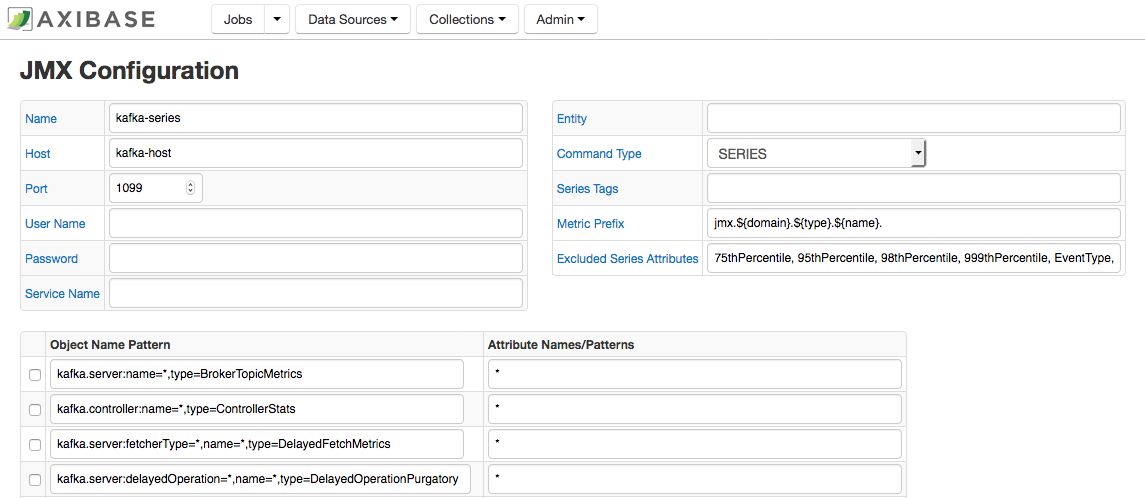 AXIBASE
Jobs
Data Sources
Collections
Admin
JMX Configuration
Name
kafka-series
Host
kafka-host
Port
1099
User Name
Password
Service Name
Entity
Command Type
SERIES
Series Tags
Metric Prefix
jmx.${domain}.${type}.${name}.
Excluded Series Attributes
75thPercentile, 95thPercentile, 98thPercentile, 999thPercentile, EventType,
Object Name Pattern
Attribute Names/Patterns
kafka.server:name=*,type=BrokerTopicMetrics
*
kafka.controller:name=*,type=ControllerStats
*
kafka.server:fetcherType=*,name=*,type=DelayedFetchMetrics
*
kafka.server:delayedOperation=*,name=*,type=DelayedOperationPurgatory
*